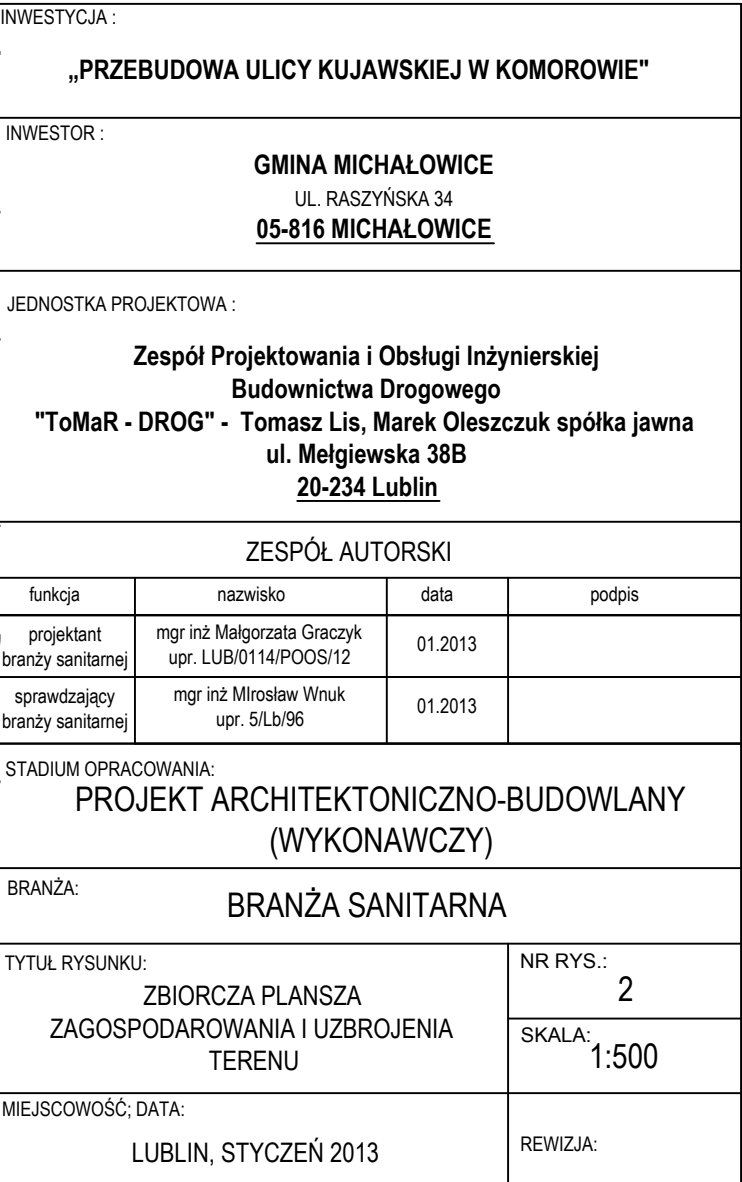 INWESTYCJA :
„PRZEBUDOWA ULICY KUJAWSKIEJ W KOMOROWIE"
INWESTOR :
GMINA MICHAŁOWICE
UL. RASZYŃSKA 34
05-816 MICHAŁOWICE
JEDNOSTKA PROJEKTOWA :
Zespół Projektowania i Obsługi Inżynierskiej
Budownictwa Drogowego
"ToMaR - DROG" - Tomasz Lis, Marek Oleszczuk spółka jawna
ul. Mełgiewska 38B
20-234 Lublin
ZESPÓŁ AUTORSKI
funkcja nazwisko data podpis
projektant
branży sanitarnej
mgr inż Małgorzata Graczyk
upr. LUB/0114/POOS/12
01.2013
sprawdzający
branży sanitarnej
mgr inż MIrosław Wnuk
upr. 5/Lb/96
01.2013
STADIUM OPRACOWANIA:
PROJEKT ARCHITEKTONICZNO-BUDOWLANY
(WYKONAWCZY)
BRANŻA:
BRANŻA SANITARNA
TYTUŁ RYSUNKU:
ZBIORCZA PLANSZA
ZAGOSPODAROWANIA I UZBROJENIA
TERENU
NR RYS.:
2
SKALA:
1:500
MIEJSCOWOŚĆ; DATA:
LUBLIN, STYCZEŃ 2013
REWIZJA: